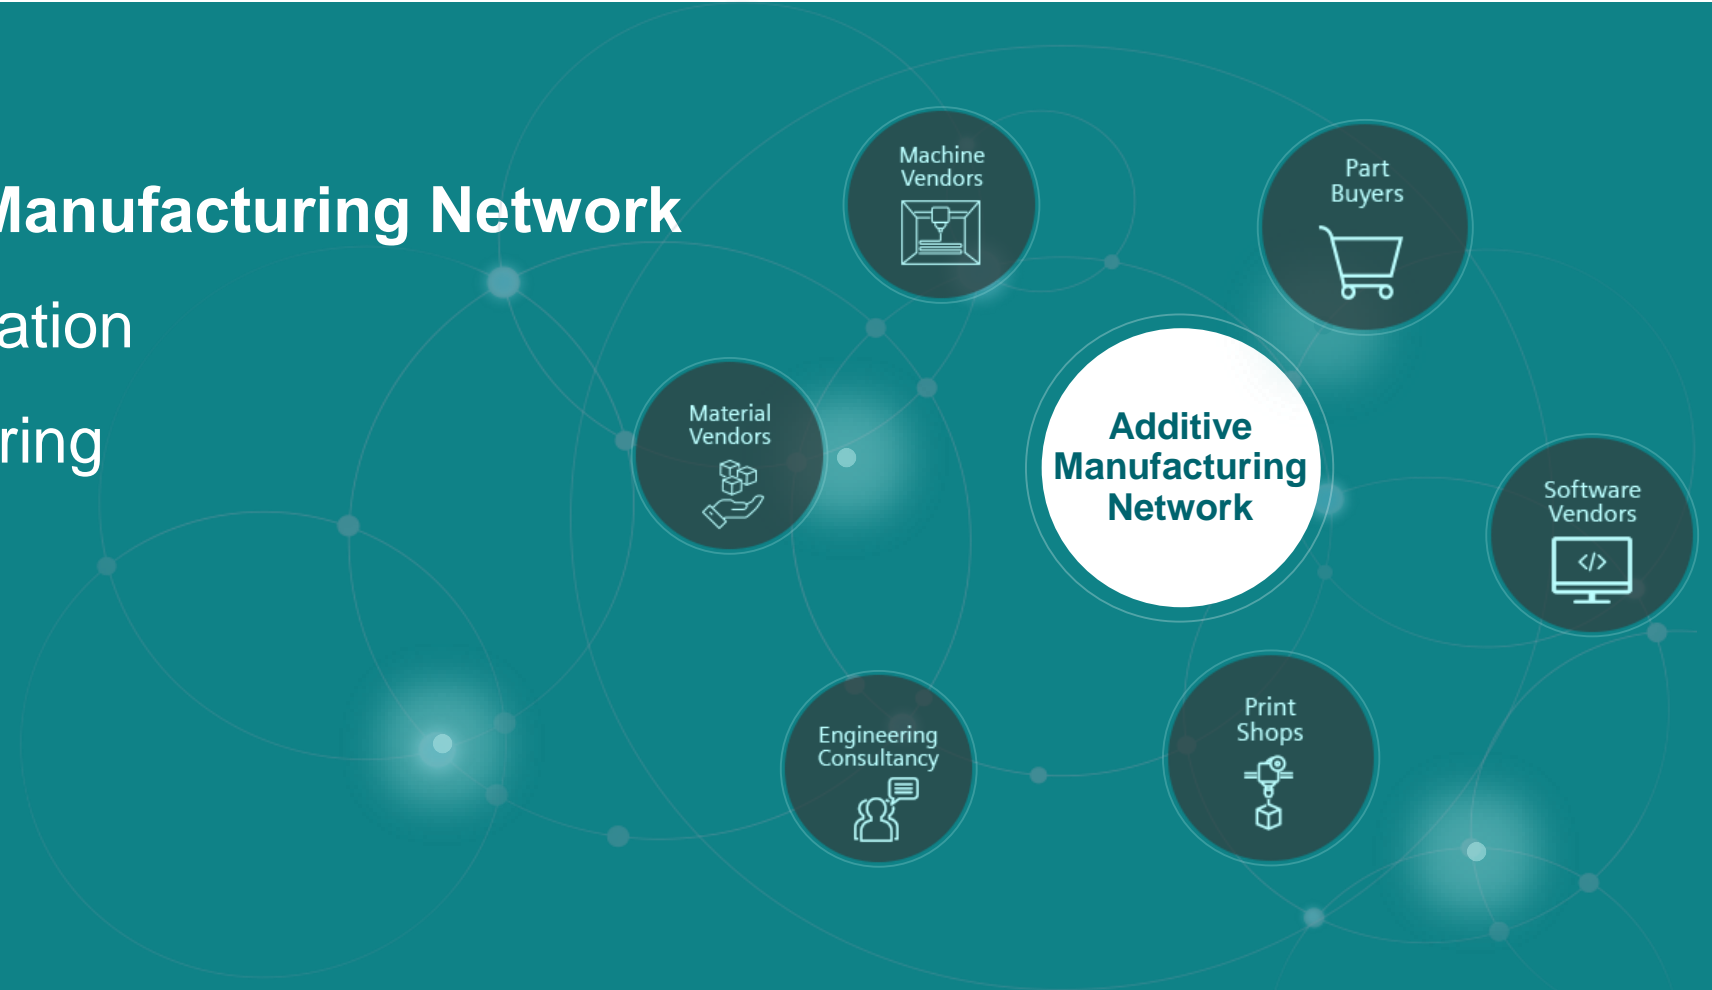 Manufacturing Network
ation
ring
Machine
Vendors
Part
Buyers
Material
Vendors
Additive
Manufacturing
Network
Software
Vendors
</>
Engineering
Consultancy
Print
Shops